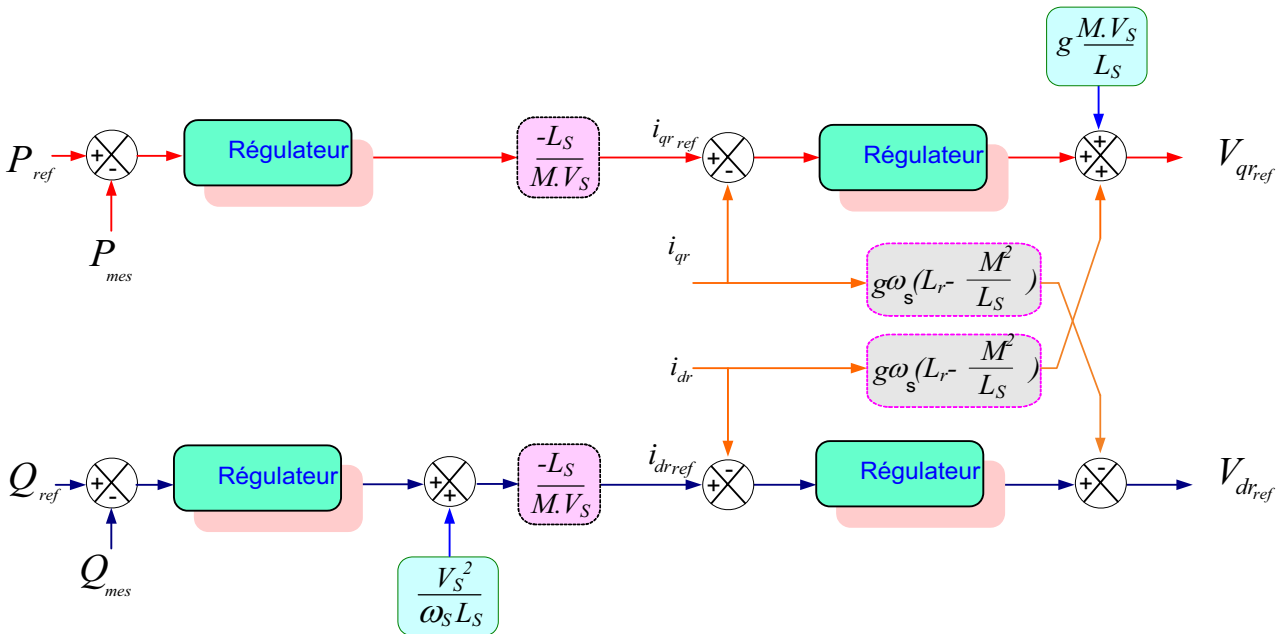 g M.V_S / L_S
P_ref + - Régulateur -L_S / M.V_S i_qr ref + - Régulateur + + + V_qr_ref
P_mes
i_qr gω_s(L_r- M² / L_S )
i_dr gω_s(L_r- M² / L_S )
Q_ref + - Régulateur + + -L_S / M.V_S i_dr ref + - Régulateur + - V_dr_ref
Q_mes
V_S² / ω_S L_S